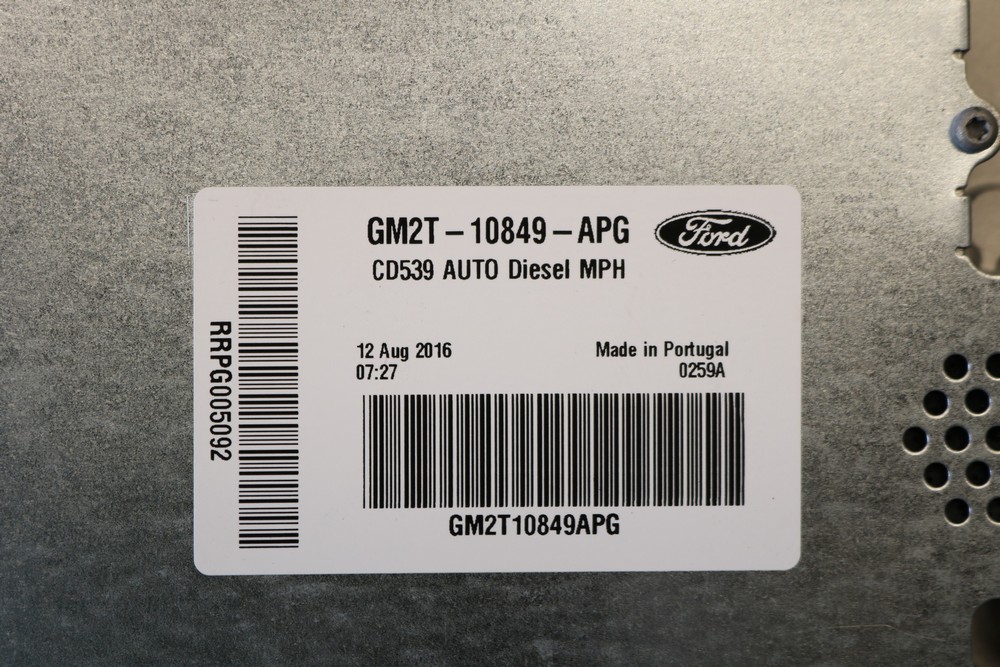 GM2T – 10849 – APG
Ford
CD539 AUTO Diesel MPH
12 Aug 2016
07:27
Made in Portugal
0259A
GM2T10849APG
RRPG005092